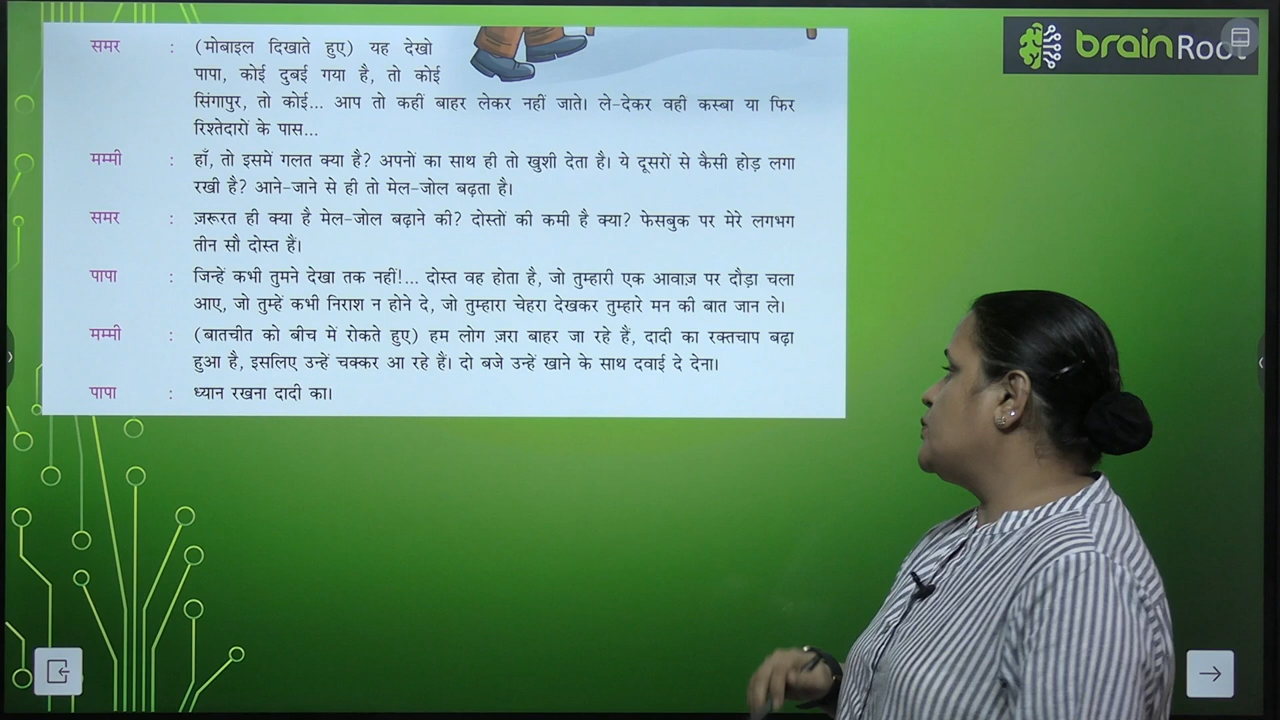 समर : (मोबाइल दिखाते हुए) यह देखो
पापा, कोई दुबई गया है, तो कोई
सिंगापुर, तो कोई... आप तो कहीं बाहर लेकर नहीं जाते। ले-देकर वही कस्बा या फिर
रिश्तेदारों के पास...
मम्मी : हाँ, तो इसमें गलत क्या है? अपनों का साथ ही तो खुशी देता है। ये दूसरों से कैसी होड़ लगा
रखी है? आने-जाने से ही तो मेल-जोल बढ़ता है।
समर : ज़रूरत ही क्या है मेल-जोल बढ़ाने की? दोस्तों की कमी है क्या? फेसबुक पर मेरे लगभग
तीन सौ दोस्त हैं।
पापा : जिन्हें कभी तुमने देखा तक नहीं!... दोस्त वह होता है, जो तुम्हारी एक आवाज़ पर दौड़ा चला
आए, जो तुम्हें कभी निराश न होने दे, जो तुम्हारा चेहरा देखकर तुम्हारे मन की बात जान ले।
मम्मी : (बातचीत को बीच में रोकते हुए) हम लोग ज़रा बाहर जा रहे हैं, दादी का रक्तचाप बढ़ा
हुआ है, इसलिए उन्हें चक्कर आ रहे हैं। दो बजे उन्हें खाने के साथ दवाई दे देना।
पापा : ध्यान रखना दादी का।
brainRoot